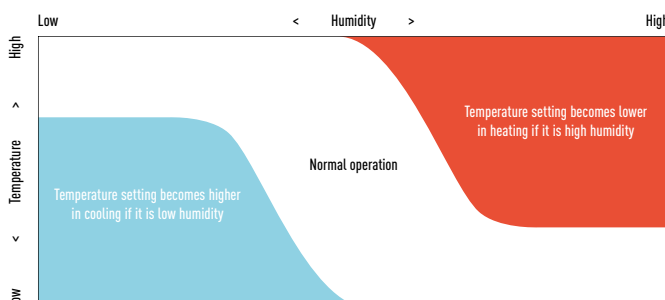 Low < Humidity > High
High
Temperature setting becomes lower
in heating if it is high humidity
< Temperature >
Normal operation
Temperature setting becomes higher
in cooling if it is low humidity